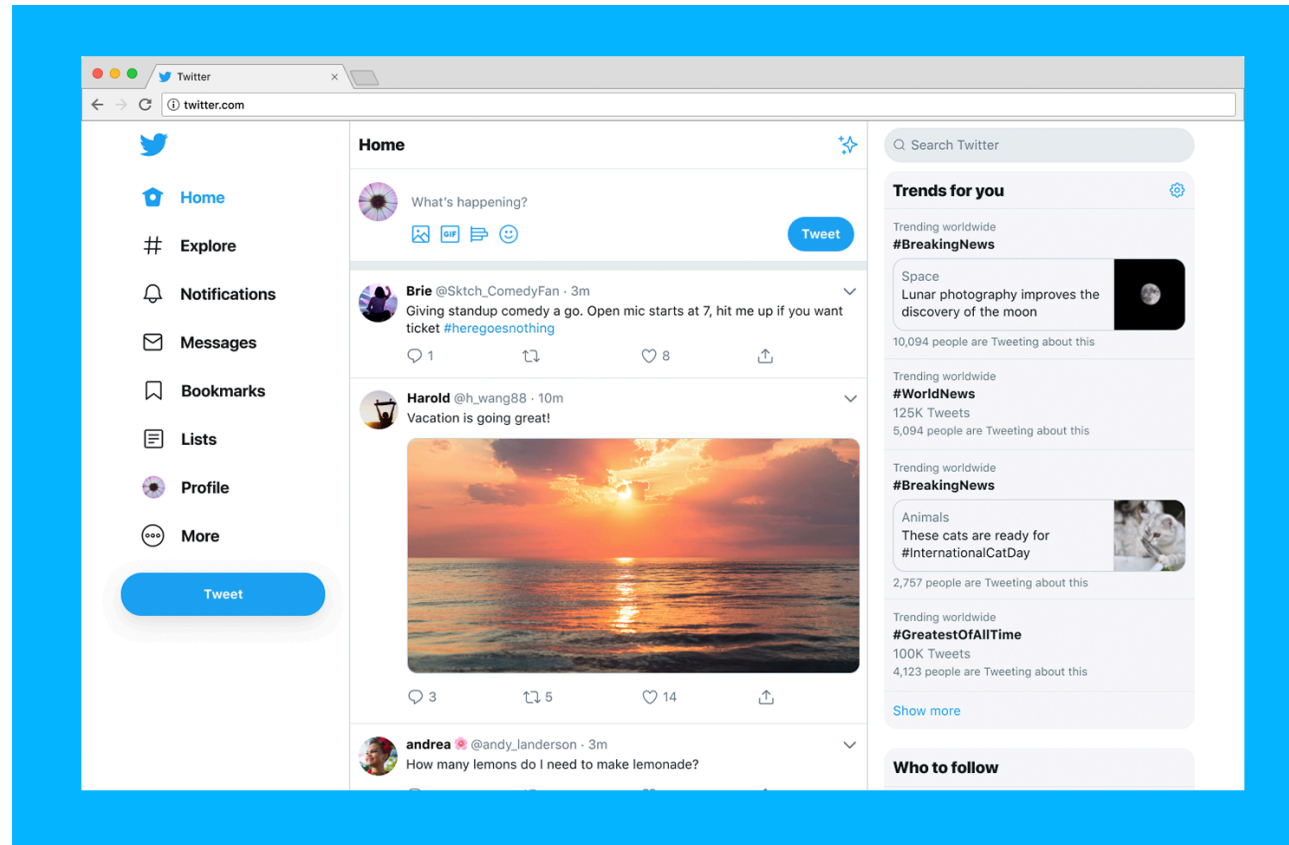 Twitter
twitter.com
Home
Explore
Notifications
Messages
Bookmarks
Lists
Profile
More
Tweet
Home
What's happening?
GIF
Tweet
Brie @Sktch_ComedyFan · 3m
Giving standup comedy a go. Open mic starts at 7, hit me up if you want
ticket #heregoesnothing
1
8
Harold @h_wang88 · 10m
Vacation is going great!
3
5
14
andrea 🌸 @andy_landerson · 3m
How many lemons do I need to make lemonade?
Search Twitter
Trends for you
Trending worldwide
#BreakingNews
Space
Lunar photography improves the
discovery of the moon
10,094 people are Tweeting about this
Trending worldwide
#WorldNews
125K Tweets
5,094 people are Tweeting about this
Trending worldwide
#BreakingNews
Animals
These cats are ready for
#InternationalCatDay
2,757 people are Tweeting about this
Trending worldwide
#GreatestOfAllTime
100K Tweets
4,123 people are Tweeting about this
Show more
Who to follow